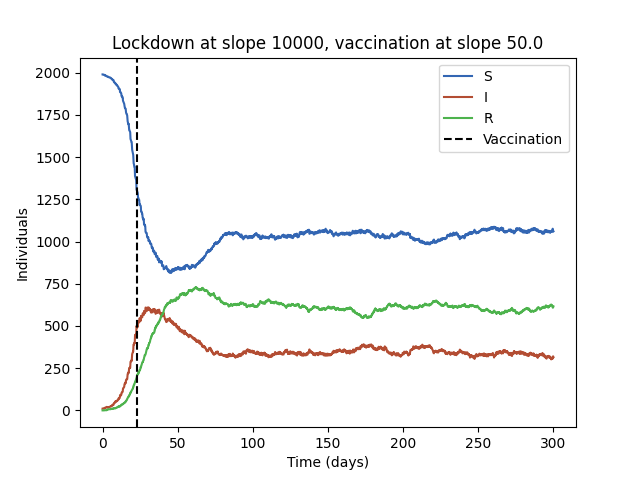 Lockdown at slope 10000, vaccination at slope 50.0
2000
1750
1500
1250
1000
750
500
250
0
Individuals
S
I
R
Vaccination
0 50 100 150 200 250 300
Time (days)